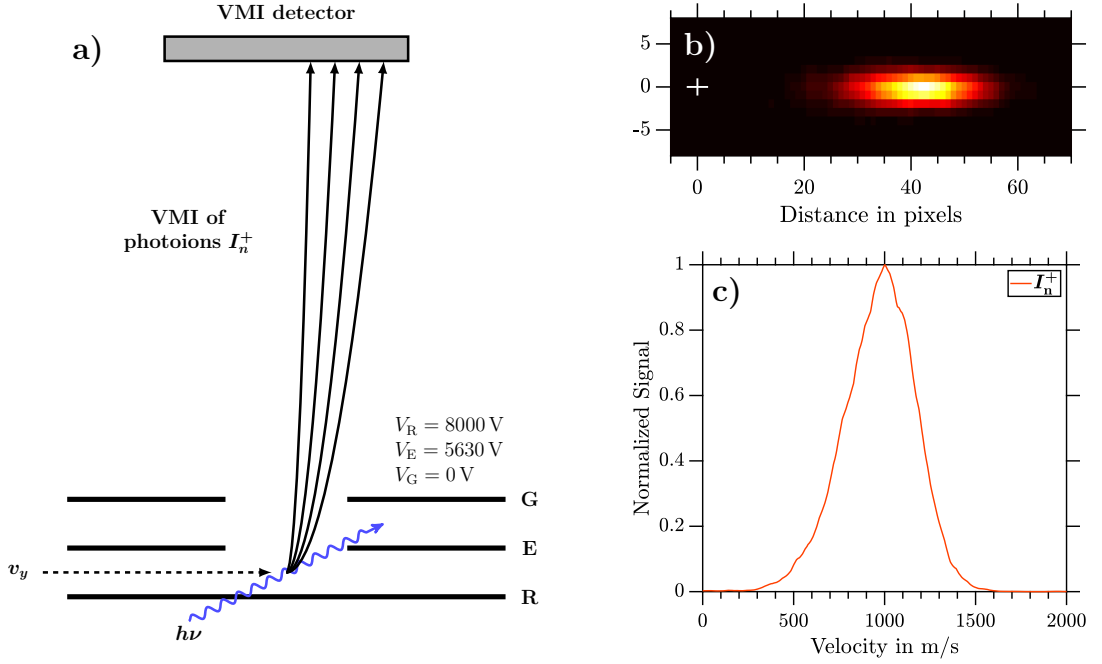 VMI detector
a)
VMI of
photoions I_n^+
V_R = 8000 V
V_E = 5630 V
V_G = 0 V
G
E
v_y
R
hν
b)
5
0
-5
0
20
40
60
Distance in pixels
c)
I_n^+
1
0.8
0.6
0.4
0.2
0
Normalized Signal
0
500
1000
1500
2000
Velocity in m/s